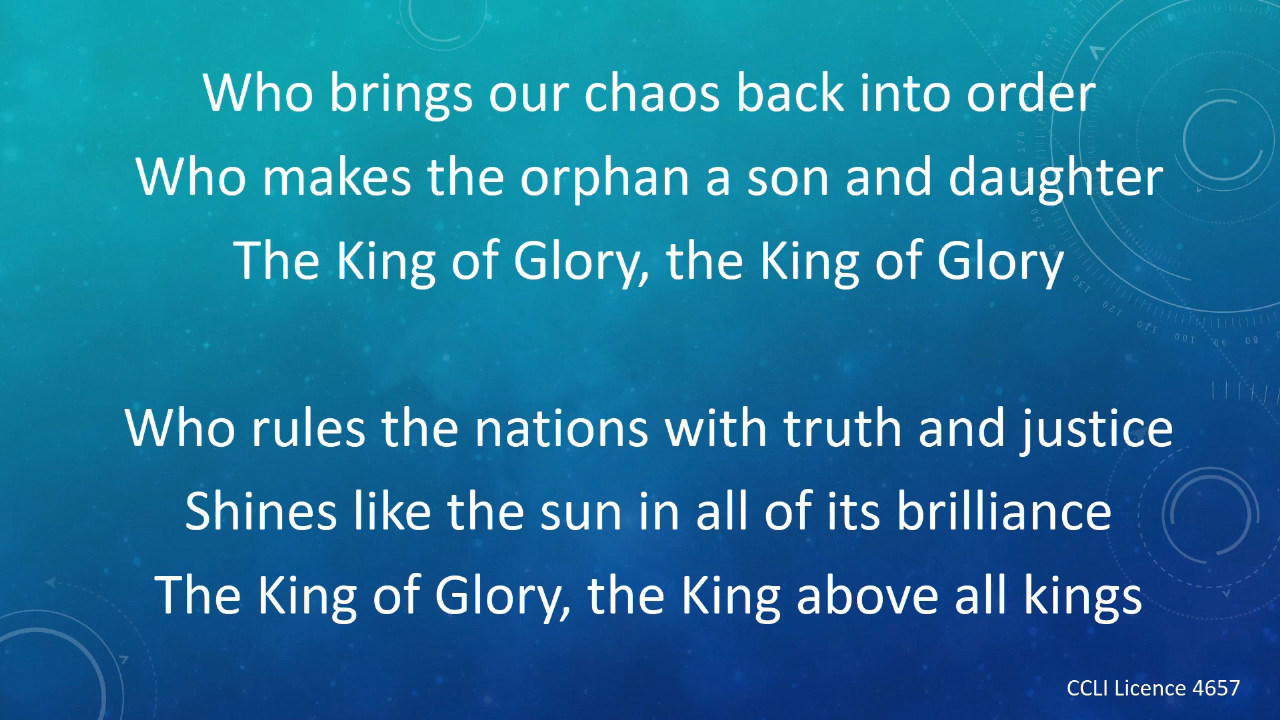 Who brings our chaos back into order
Who makes the orphan a son and daughter
The King of Glory, the King of Glory
Who rules the nations with truth and justice
Shines like the sun in all of its brilliance
The King of Glory, the King above all kings
CCLI Licence 4657